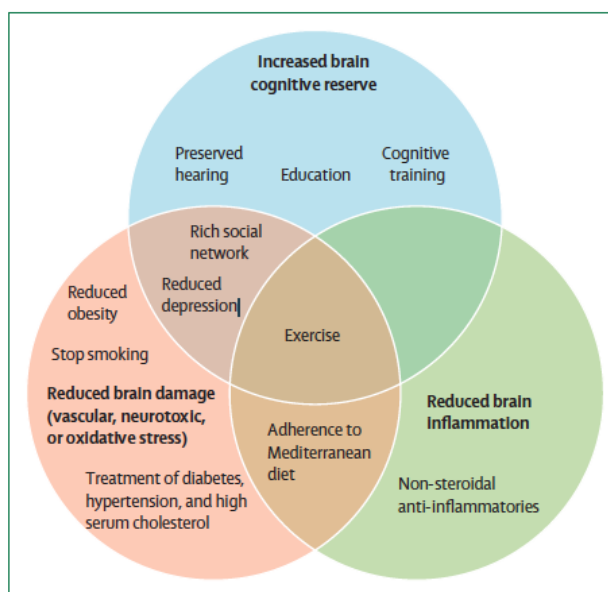 Increased brain
cognitive reserve
Preserved
hearing
Education
Cognitive
training
Rich social
network
Reduced
depression
Reduced
obesity
Stop smoking
Exercise
Reduced brain damage
(vascular, neurotoxic,
or oxidative stress)
Reduced brain
Inflammation
Adherence to
Mediterranean
diet
Treatment of diabetes,
hypertension, and high
serum cholesterol
Non-steroidal
anti-inflammatories